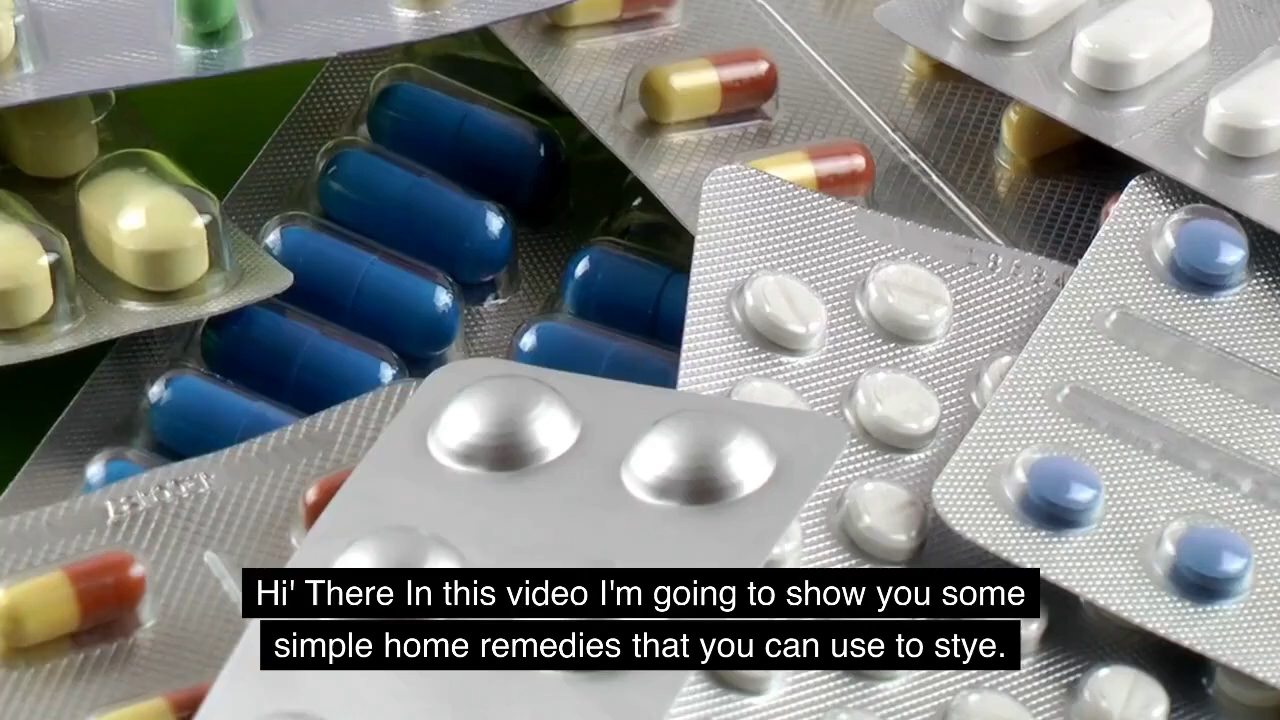 Hi' There In this video I'm going to show you some
simple home remedies that you can use to stye.